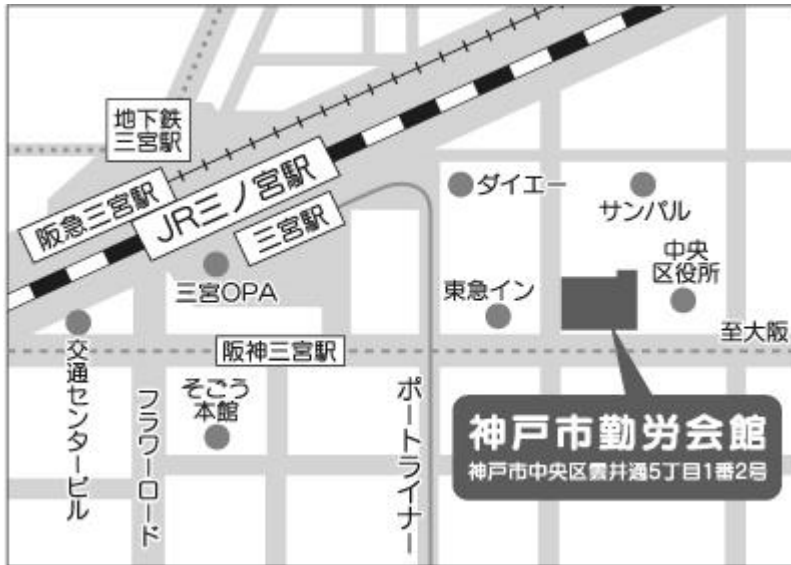 地下鉄
三宮駅
阪急三宮駅
JR三ノ宮駅
三宮駅
ダイエー
サンパル
三宮OPA
東急イン
中央
区役所
至大阪
阪神三宮駅
交通センタービル
フラワーロード
そごう
本館
ポートライナー
神戸市勤労会館
神戸市中央区雲井通5丁目1番2号